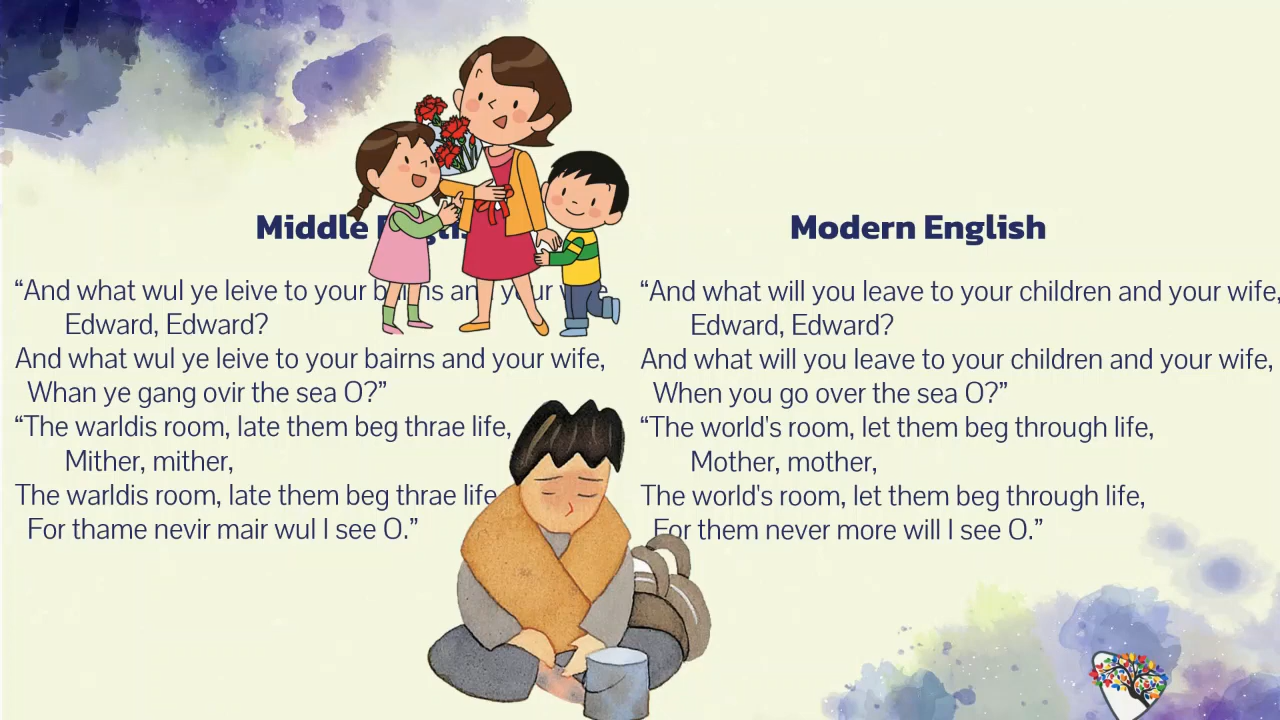 Middle
“And what wul ye leive to your bairns and your
Edward, Edward?
And what wul ye leive to your bairns and your wife,
Whan ye gang ovir the sea O?”
“The warldis room, late them beg thrae life,
Mither, mither,
The warldis room, late them beg thrae life
For thame nevir mair wul I see O.”
Modern English
“And what will you leave to your children and your wife,
Edward, Edward?
And what will you leave to your children and your wife,
When you go over the sea O?”
“The world's room, let them beg through life,
Mother, mother,
The world's room, let them beg through life,
For them never more will I see O.”